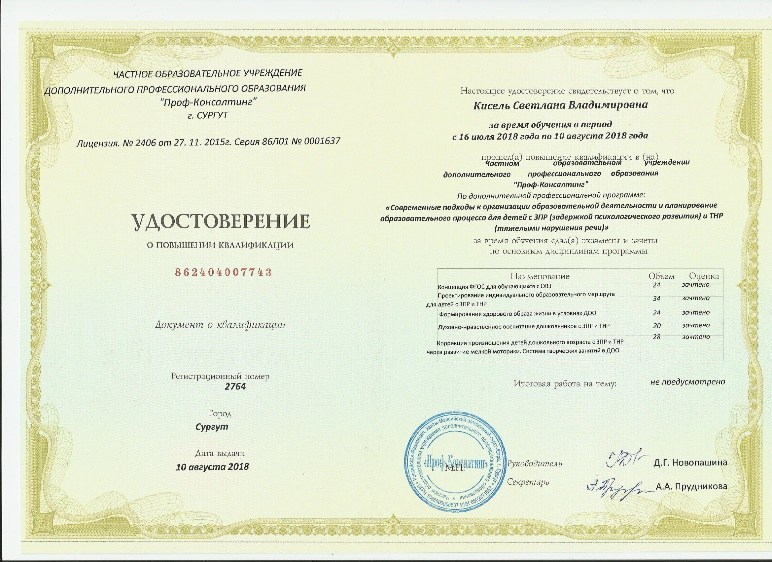 ЧАСТНОЕ ОБРАЗОВАТЕЛЬНОЕ УЧРЕЖДЕНИЕ
ДОПОЛНИТЕЛЬНОГО ПРОФЕССИОНАЛЬНОГО ОБРАЗОВАНИЯ
"Проф-Консалтинг"
г. СУРГУТ
Лицензия. № 2406 от 27. 11. 2015г. Серия 86Л01 № 0001637
УДОСТОВЕРЕНИЕ
О ПОВЫШЕНИИ КВАЛИФИКАЦИИ
862404007743
Документ о квалификации
Регистрационный номер
2764
Город
Сургут
Дата выдачи
10 августа 2018
Настоящее удостоверение свидетельствует о том, что
Кисель Светлана Владимировна
за время обучения в период
с 16 июля 2018 года по 10 августа 2018 года
прошел(а) повышение квалификации в (на)
Частном образовательном учреждении
дополнительного профессионального образования
"Проф-Консалтинг"
По дополнительной профессиональной программе:
«Современные подходы к организации образовательной деятельности и планирование
образовательного процесса для детей с ЗПР (задержкой психологического развития) и ТНР
(тяжелыми нарушения речи)»
за время обучения сдал(а) экзамены и зачеты
по основным дисциплинам программы
Наименование Объем Оценка
Концепция ФГОС для обучающихся с ОВЗ 24 зачтено
Проектирование индивидуального образовательного маршрута
для детей с ЗПР и ТНР 34 зачтено
Формирования здорового образа жизни в условиях ДОО 24 зачтено
Духовно-нравственное воспитание дошкольников с ЗПР и ТНР 20 зачтено
Коррекция произношения детей дошкольного возраста с ЗПР и ТНР 28 зачтено
через развитие мелкой моторики. Система творческих занятий в ДОО
Итоговая работа на тему: не предусмотрено
«Проф-Консалтинг»
М.П.
Руководитель Д.Г. Новопашина
Секретарь А.А. Прудникова